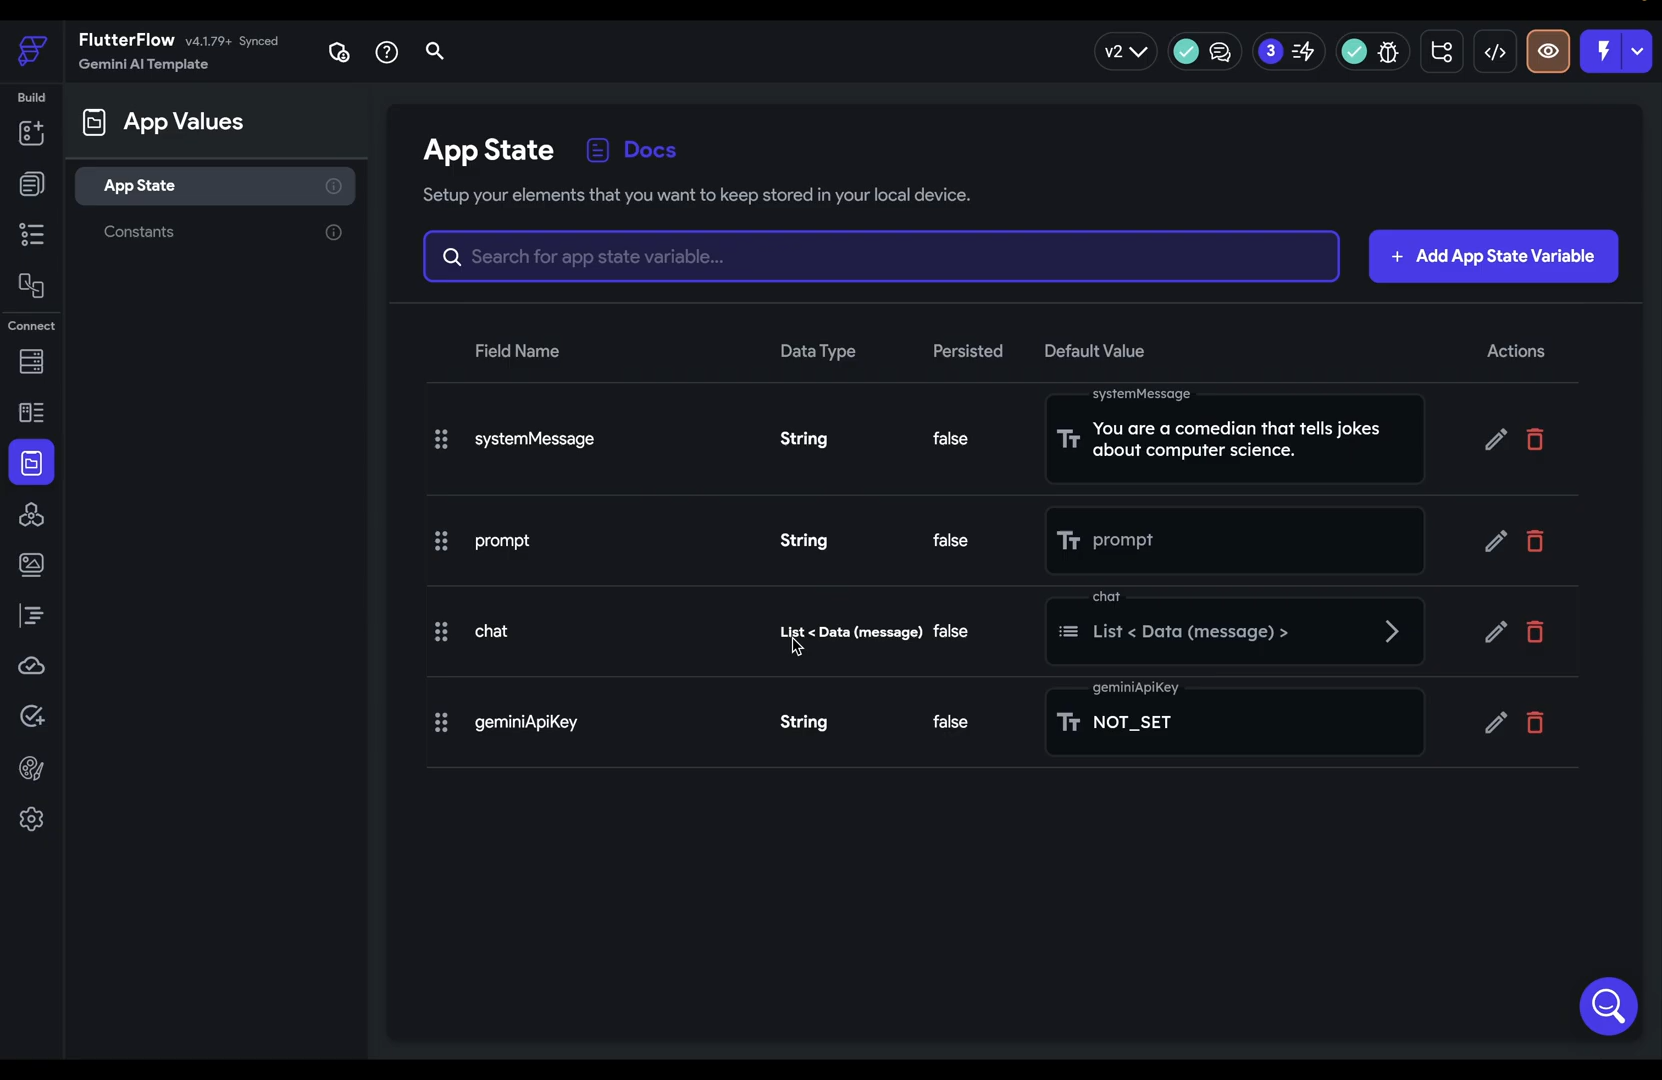 FlutterFlow v4.1.79+ Synced
Gemini AI Template
v2
3
Build
Connect
App Values
App State
Constants
App State Docs
Setup your elements that you want to keep stored in your local device.
Search for app state variable...
+ Add App State Variable
Field Name Data Type Persisted Default Value Actions
systemMessage
systemMessage String false You are a comedian that tells jokes
about computer science.
prompt String false prompt
chat
chat List < Data (message) false List < Data (message) >
geminiApiKey
geminiApiKey String false NOT_SET